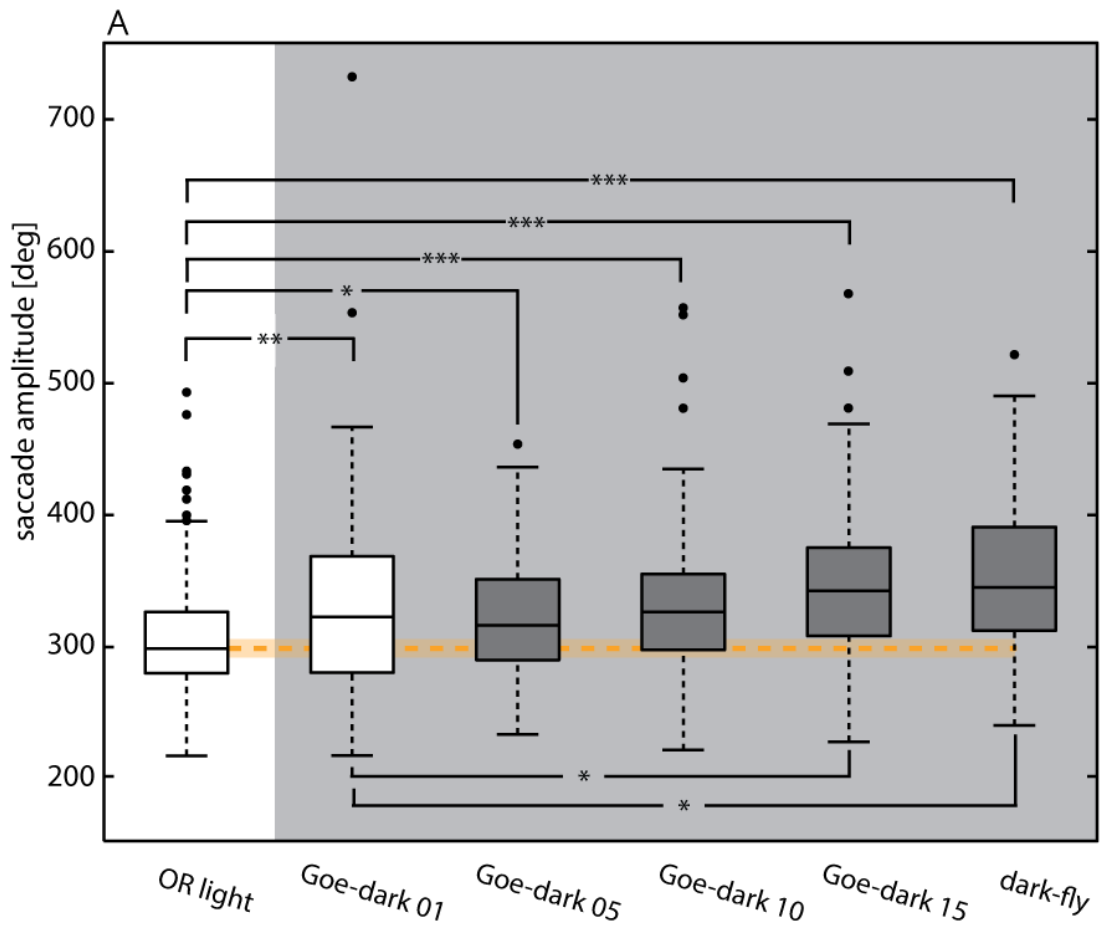 A
saccade amplitude [deg]
700
600
500
400
300
200
***
***
***
*
**
*
*
OR light
Goe-dark 01
Goe-dark 05
Goe-dark 10
Goe-dark 15
dark-fly